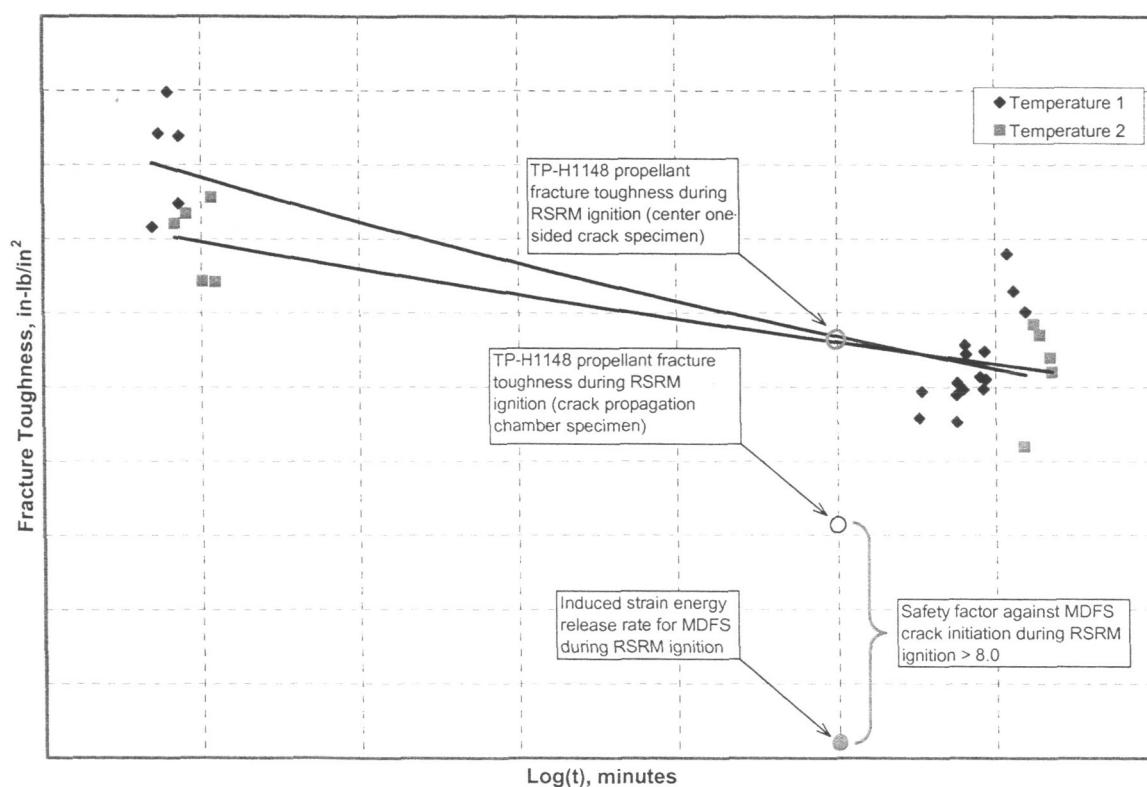 Temperature 1
Temperature 2
TP-H1148 propellant
fracture toughness during
RSRM ignition (center one-
sided crack specimen)
TP-H1148 propellant fracture
toughness during RSRM
ignition (crack propagation
chamber specimen)
Induced strain energy
release rate for MDFS
during RSRM ignition
Safety factor against MDFS
crack initiation during RSRM
ignition > 8.0
Fracture Toughness, in-lb/in²
Log(t), minutes